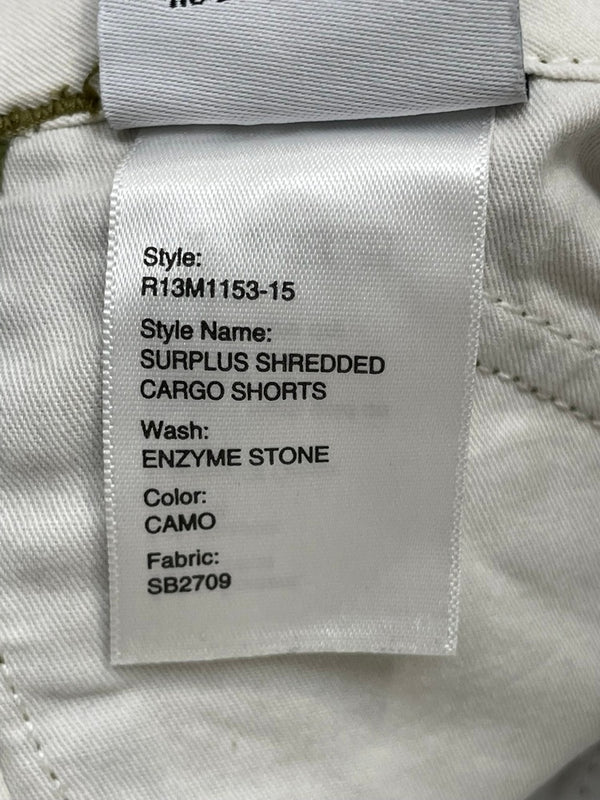 Style:
R13M1153-15
Style Name:
SURPLUS SHREDDED
CARGO SHORTS
Wash:
ENZYME STONE
Color:
CAMO
Fabric:
SB2709